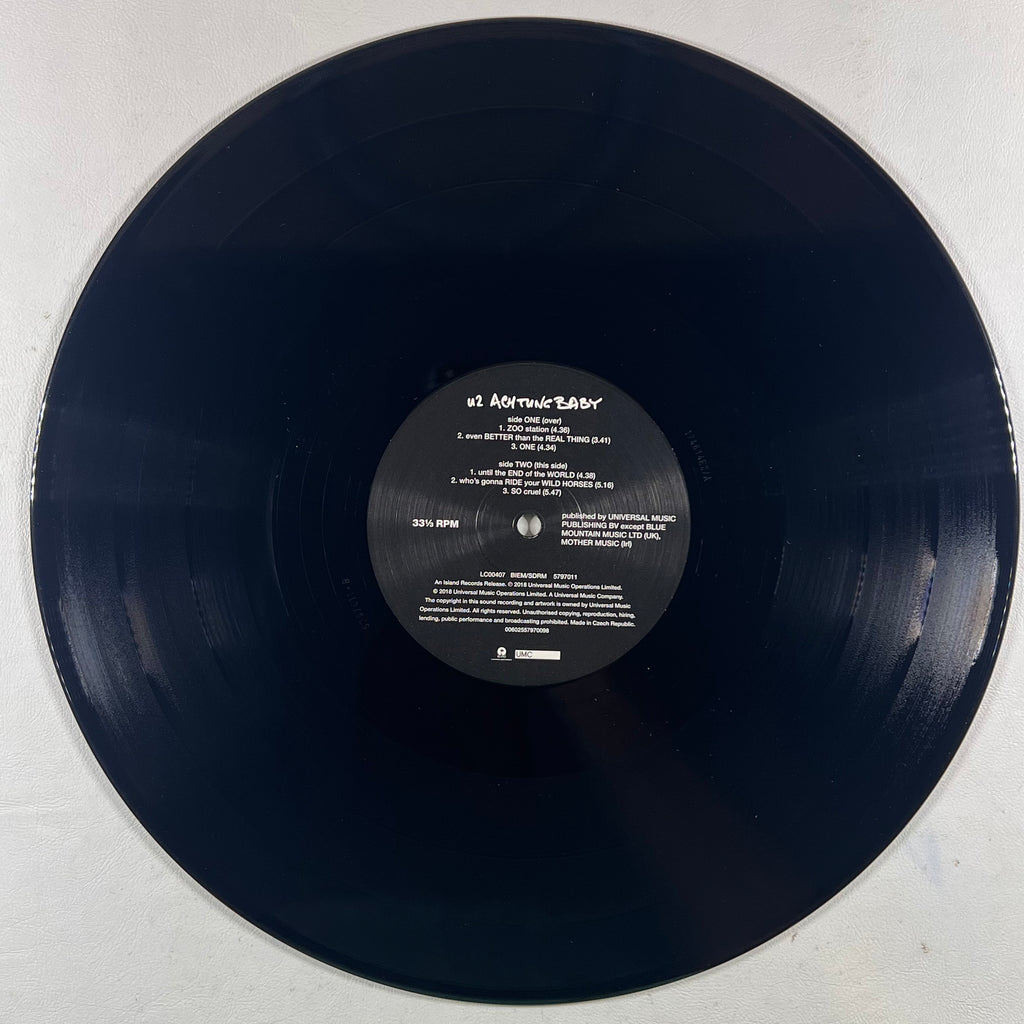 u2 ACHTUNG BABY
side ONE (over)
1. ZOO station (4.36)
2. even BETTER than the REAL THING (3.41)
3. ONE (4.34)
side TWO (this side)
1. until the END of the WORLD (4.38)
2. who's gonna RIDE your WILD HORSES (5.16)
3. SO cruel (5.47)
33⅓ RPM
published by UNIVERSAL MUSIC
PUBLISHING BV except BLUE
MOUNTAIN MUSIC LTD (UK),
MOTHER MUSIC (Irl)
LC00407 BIEM/SDRM 5797011
An Island Records Release. ℗ 2018 Universal Music Operations Limited.
© 2018 Universal Music Operations Limited. A Universal Music Company.
The copyright in this sound recording and artwork is owned by Universal Music
Operations Limited. All rights reserved. Unauthorised copying, reproduction, hiring,
lending, public performance and broadcasting prohibited. Made in Czech Republic.
00602557970098
UMC